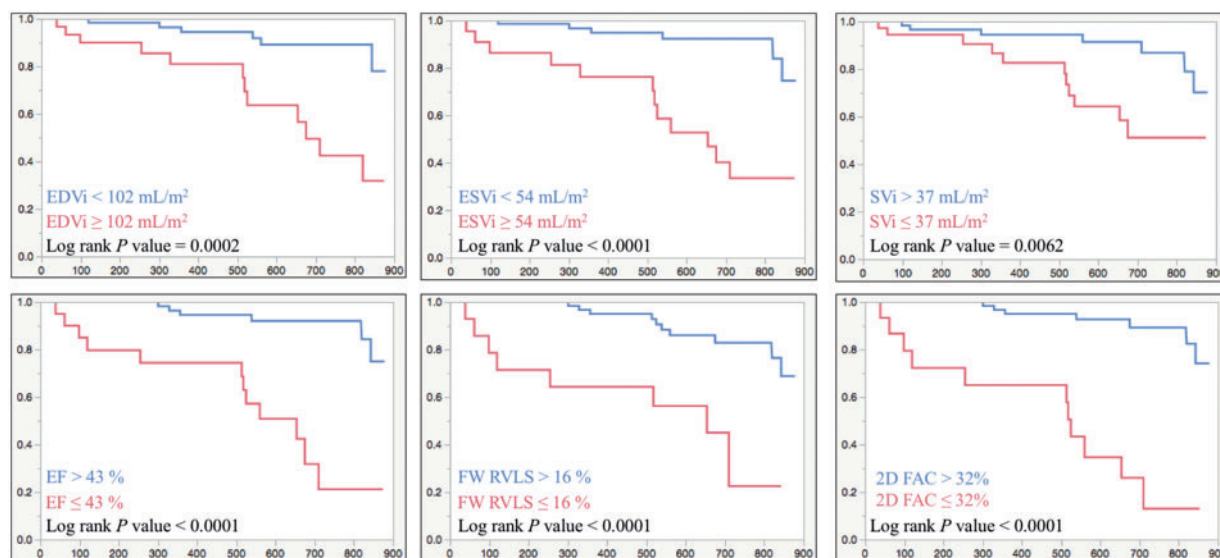 1.0
0.8
0.6
0.4
0.2
0.0
EDVi < 102 mL/m²
EDVi ≥ 102 mL/m²
Log rank P value = 0.0002
0 100 200 300 400 500 600 700 800 900
1.0
0.8
0.6
0.4
0.2
0.0
ESVi < 54 mL/m²
ESVi ≥ 54 mL/m²
Log rank P value < 0.0001
0 100 200 300 400 500 600 700 800 900
1.0
0.8
0.6
0.4
0.2
0.0
SVi > 37 mL/m²
SVi ≤ 37 mL/m²
Log rank P value = 0.0062
0 100 200 300 400 500 600 700 800 900
1.0
0.8
0.6
0.4
0.2
0.0
EF > 43 %
EF ≤ 43 %
Log rank P value < 0.0001
0 100 200 300 400 500 600 700 800 900
1.0
0.8
0.6
0.4
0.2
0.0
FW RVLS > 16 %
FW RVLS ≤ 16 %
Log rank P value < 0.0001
0 100 200 300 400 500 600 700 800 900
1.0
0.8
0.6
0.4
0.2
0.0
2D FAC > 32%
2D FAC ≤ 32%
Log rank P value < 0.0001
0 100 200 300 400 500 600 700 800 900